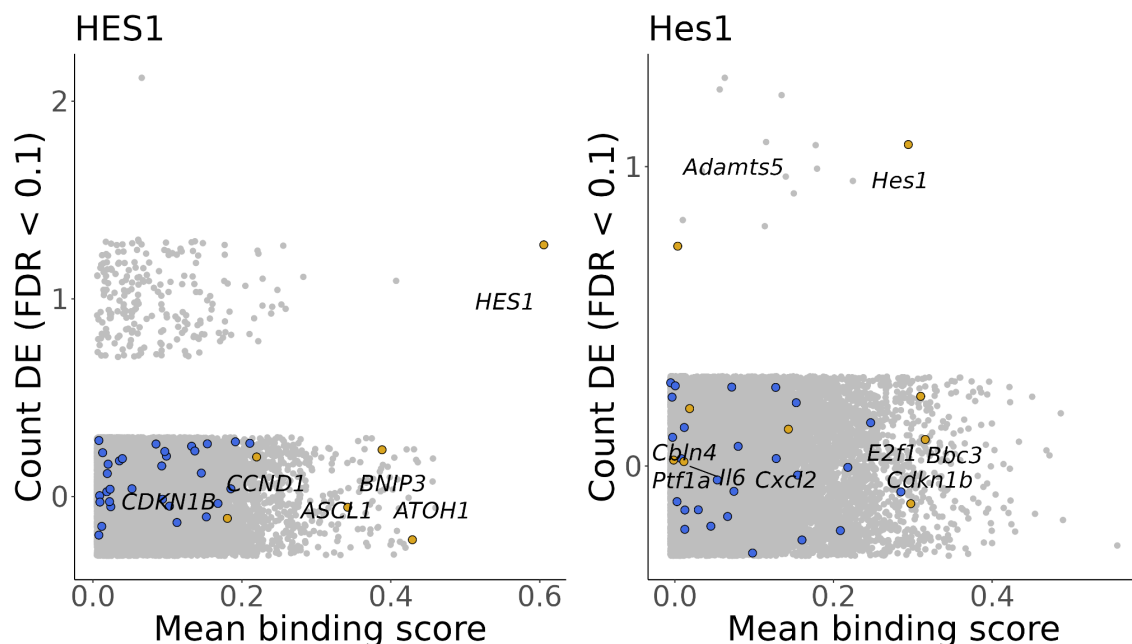 HES1
Count DE (FDR < 0.1)
2
1
0
HES1
CDKN1B
CCND1
BNIP3
ASCL1
ATOH1
0.0
0.2
0.4
0.6
Mean binding score
Hes1
Count DE (FDR < 0.1)
1
0
Adamts5
Hes1
Cbln4
E2f1
Bbc3
Ptf1a
Il6
Cxcl2
Cdkn1b
0.0
0.2
0.4
Mean binding score